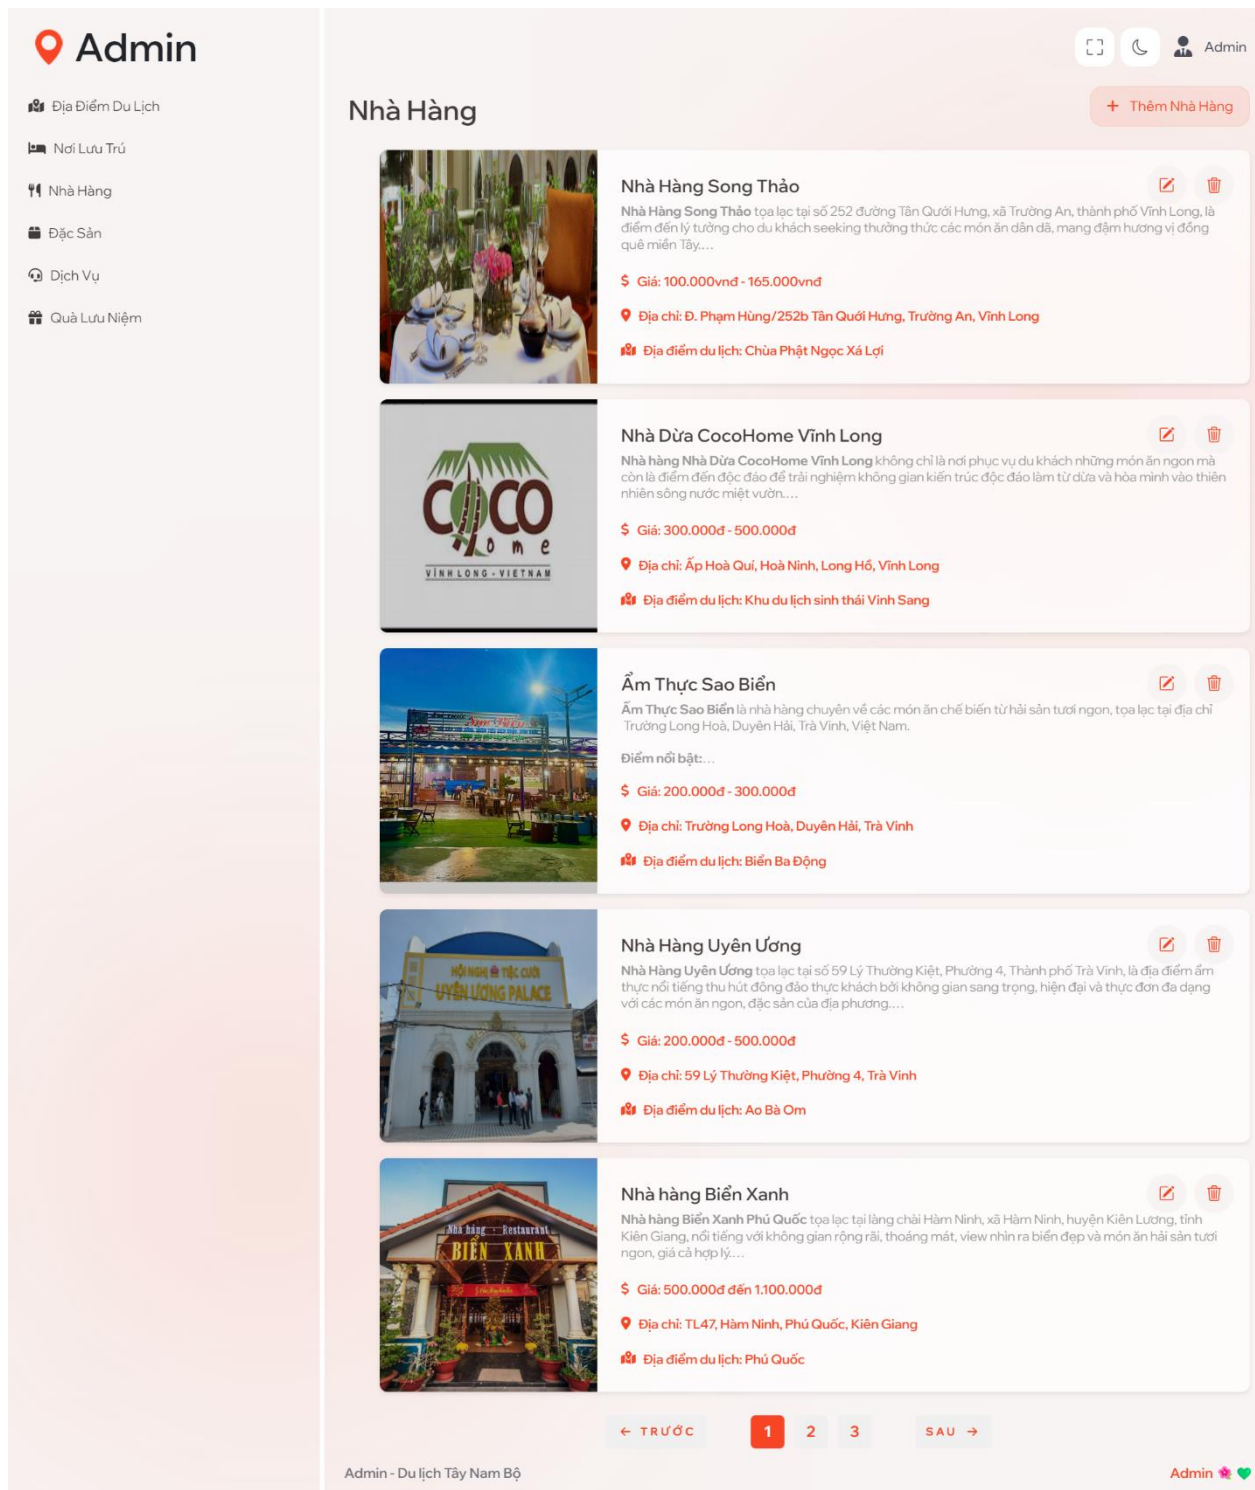 Admin
Admin
Địa Điểm Du Lịch
Nơi Lưu Trú
Nhà Hàng
Đặc Sản
Dịch Vụ
Quà Lưu Niệm
Nhà Hàng
+ Thêm Nhà Hàng
Nhà Hàng Song Thảo
Nhà Hàng Song Thảo tọa lạc tại số 252 đường Tân Quới Hưng, xã Trường An, thành phố Vĩnh Long, là
điểm đến lý tưởng cho du khách seeking thưởng thức các món ăn dân dã, mang đậm hương vị đồng
quê miền Tây....
Giá: 100.000vnđ - 165.000vnđ
Địa chỉ: Đ. Phạm Hùng/252b Tân Quới Hưng, Trường An, Vĩnh Long
Địa điểm du lịch: Chùa Phật Ngọc Xá Lợi
COCO
Home
VĨNH LONG - VIETNAM
Nhà Dừa CocoHome Vĩnh Long
Nhà hàng Nhà Dừa CocoHome Vĩnh Long không chỉ là nơi phục vụ du khách những món ăn ngon mà
còn là điểm đến độc đáo để trải nghiệm không gian kiến trúc độc đáo làm từ dừa và hòa mình vào thiên
nhiên sông nước miệt vườn....
Giá: 300.000đ - 500.000đ
Địa chỉ: Ấp Hoà Quí, Hoà Ninh, Long Hồ, Vĩnh Long
Địa điểm du lịch: Khu du lịch sinh thái Vinh Sang
Ẩm Thực Sao Biển
Ẩm Thực Sao Biển là nhà hàng chuyên về các món ăn chế biến từ hải sản tươi ngon, tọa lạc tại địa chỉ
Trường Long Hoà, Duyên Hải, Trà Vinh, Việt Nam.
Điểm nổi bật:...
Giá: 200.000đ - 300.000đ
Địa chỉ: Trường Long Hoà, Duyên Hải, Trà Vinh
Địa điểm du lịch: Biển Ba Động
HỘI NGHỊ TIỆC CƯỚI
UYÊN ƯƠNG PALACE
Nhà Hàng Uyên Ương
Nhà Hàng Uyên Ương tọa lạc tại số 59 Lý Thường Kiệt, Phường 4, Thành phố Trà Vinh, là địa điểm ẩm
thực nổi tiếng thu hút đông đảo thực khách bởi không gian sang trọng, hiện đại và thực đơn đa dạng
với các món ăn ngon, đặc sản của địa phương....
Giá: 200.000đ - 500.000đ
Địa chỉ: 59 Lý Thường Kiệt, Phường 4, Trà Vinh
Địa điểm du lịch: Ao Bà Om
Nhà hàng - Restaurant
BIỂN XANH
Nhà hàng Biển Xanh
Nhà hàng Biển Xanh Phú Quốc tọa lạc tại làng chài Hàm Ninh, xã Hàm Ninh, huyện Kiên Lương, tỉnh
Kiên Giang, nổi tiếng với không gian rộng rãi, thoáng mát, view nhìn ra biển đẹp và món ăn hải sản tươi
ngon, giá cả hợp lý....
Giá: 500.000đ đến 1.100.000đ
Địa chỉ: TL47, Hàm Ninh, Phú Quốc, Kiên Giang
Địa điểm du lịch: Phú Quốc
← TRƯỚC 1 2 3 SAU →
Admin - Du lịch Tây Nam Bộ
Admin 🌺 💚